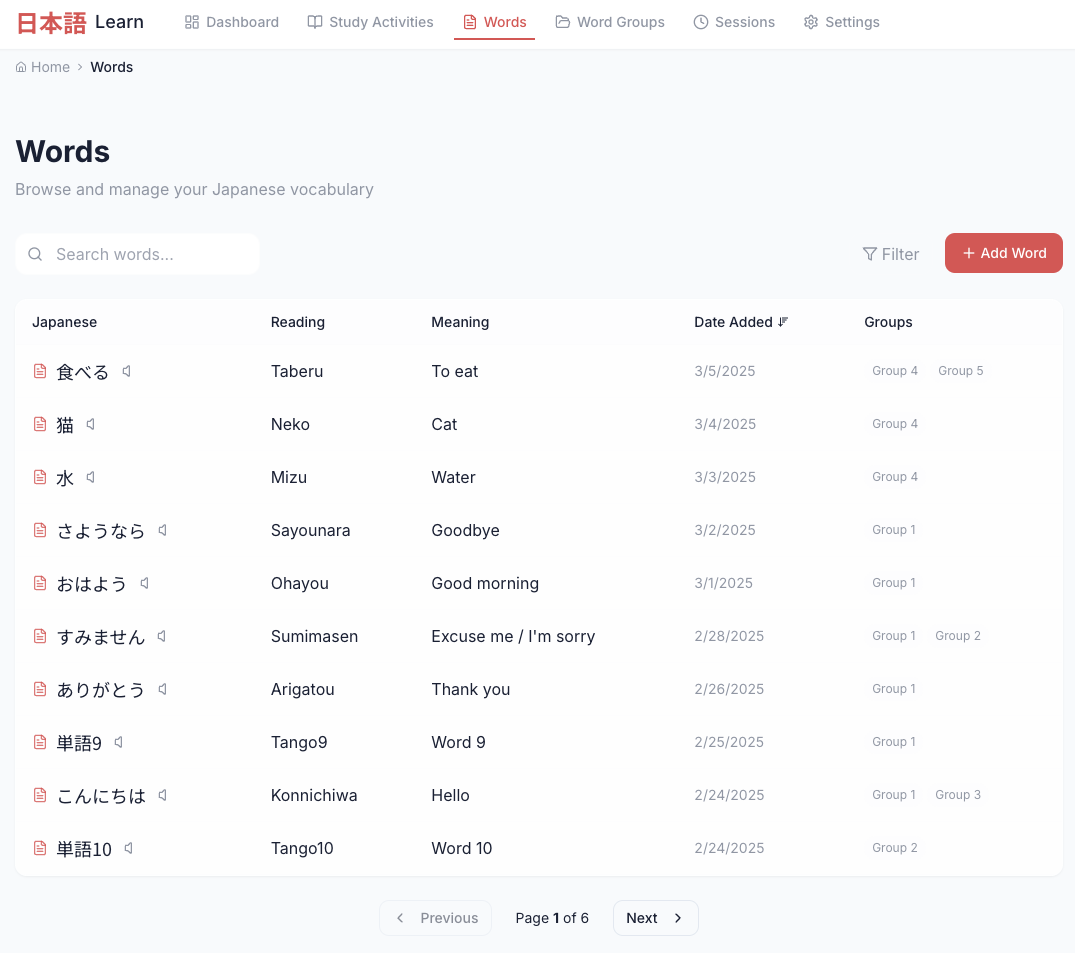 日本語 Learn Dashboard Study Activities Words Word Groups Sessions Settings
Home > Words
Words
Browse and manage your Japanese vocabulary
Search words... Filter + Add Word
Japanese Reading Meaning Date Added Groups
食べる Taberu To eat 3/5/2025 Group 4 Group 5
猫 Neko Cat 3/4/2025 Group 4
水 Mizu Water 3/3/2025 Group 4
さようなら Sayounara Goodbye 3/2/2025 Group 1
おはよう Ohayou Good morning 3/1/2025 Group 1
すみません Sumimasen Excuse me / I'm sorry 2/28/2025 Group 1 Group 2
ありがとう Arigatou Thank you 2/26/2025 Group 1
単語9 Tango9 Word 9 2/25/2025 Group 1
こんにちは Konnichiwa Hello 2/24/2025 Group 1 Group 3
単語10 Tango10 Word 10 2/24/2025 Group 2
< Previous Page 1 of 6 Next >